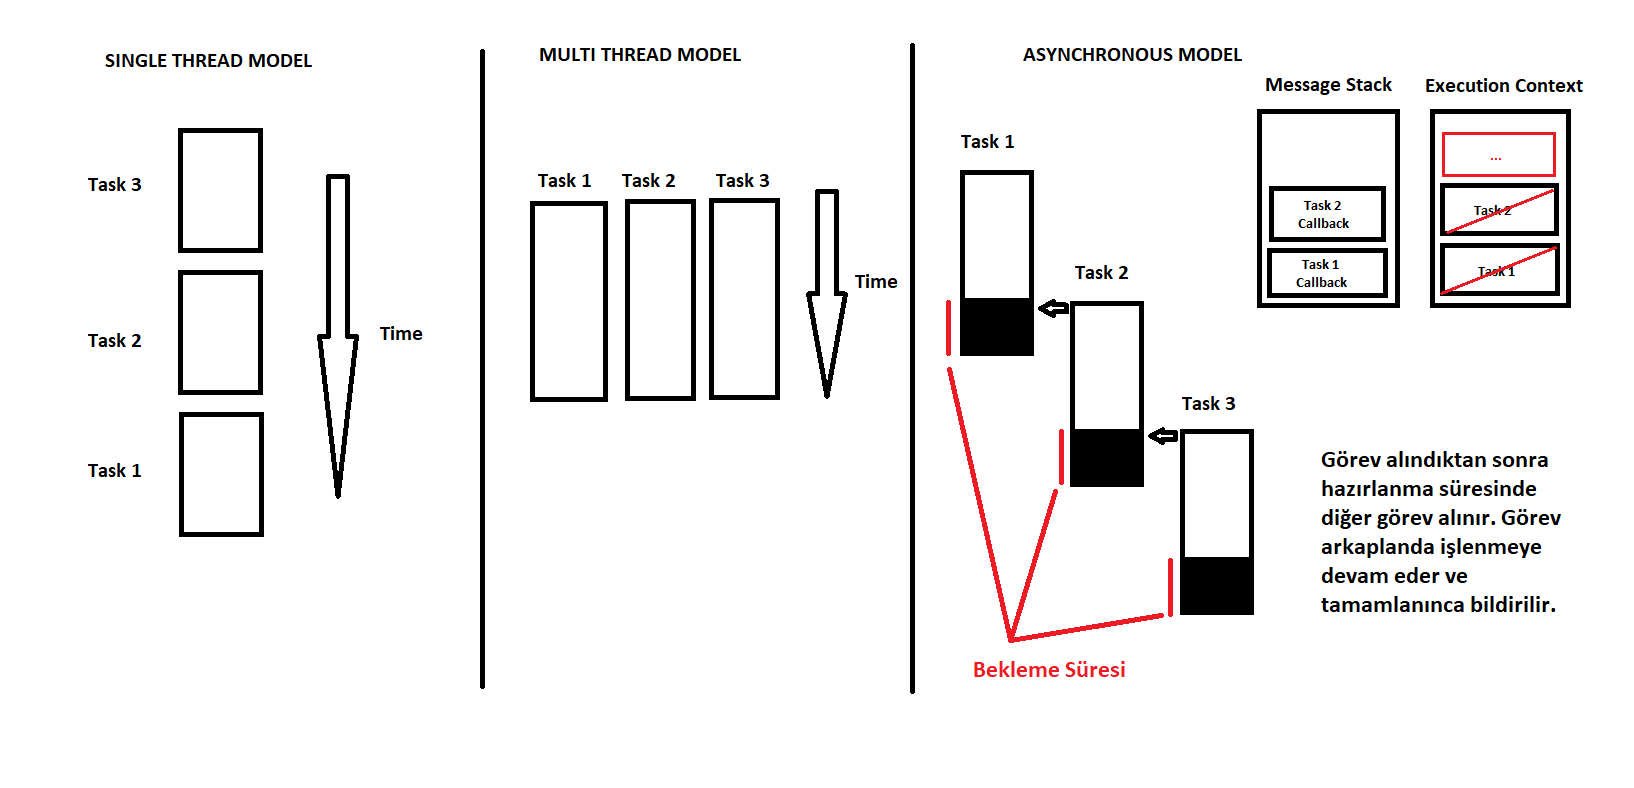 SINGLE THREAD MODEL
Task 3
Task 2
Task 1
Time
MULTI THREAD MODEL
Task 1
Task 2
Task 3
Time
ASYNCHRONOUS MODEL
Task 1
Task 2
Task 3
Bekleme Süresi
Message Stack
Task 2
Callback
Task 1
Callback
Execution Context
...
Task 2
Task 1
Görev alındıktan sonra
hazırlanma süresinde
diğer görev alınır. Görev
arkaplanda işlenmeye
devam eder ve
tamamlanınca bildirilir.